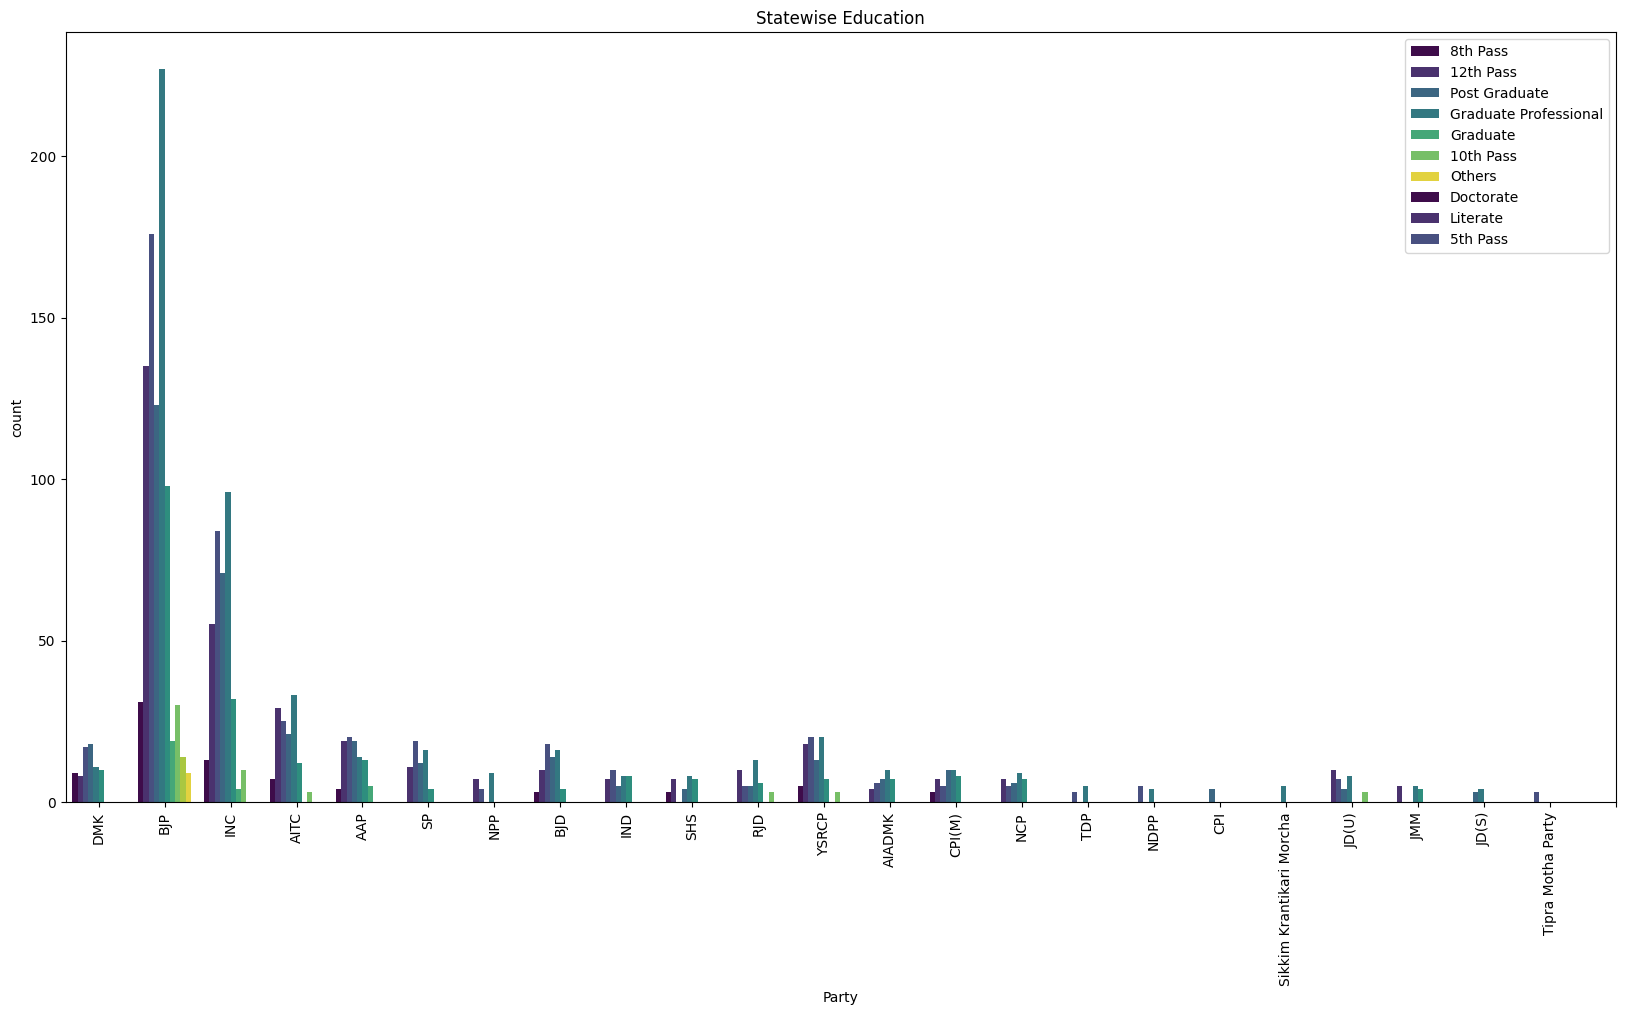 Statewise Education
8th Pass
12th Pass
Post Graduate
Graduate Professional
Graduate
10th Pass
Others
Doctorate
Literate
5th Pass
count
200
150
100
50
0
DMK
BJP
INC
AITC
AAP
SP
NPP
BJD
IND
SHS
RJD
YSRCP
AIADMK
CPI(M)
NCP
TDP
NDPP
CPI
Sikkim Krantikari Morcha
JD(U)
JMM
JD(S)
Tipra Motha Party
Party